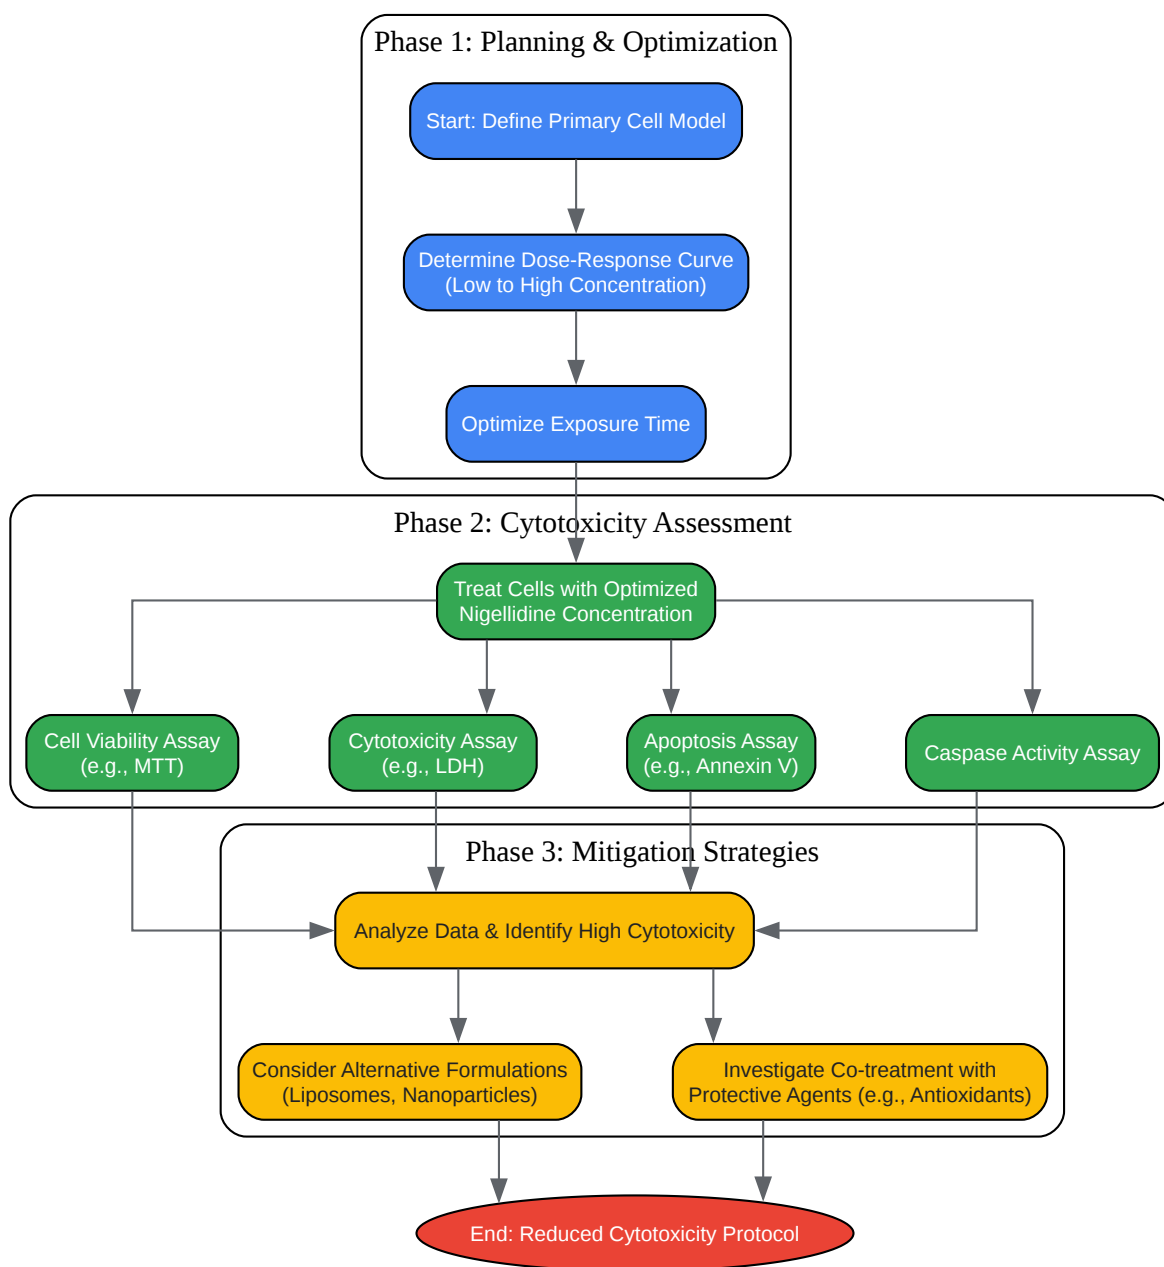 Phase 1: Planning & Optimization
Start: Define Primary Cell Model
Determine Dose-Response Curve
(Low to High Concentration)
Optimize Exposure Time
Phase 2: Cytotoxicity Assessment
Treat Cells with Optimized
Nigellidine Concentration
Cell Viability Assay
(e.g., MTT)
Cytotoxicity Assay
(e.g., LDH)
Apoptosis Assay
(e.g., Annexin V)
Caspase Activity Assay
Phase 3: Mitigation Strategies
Analyze Data & Identify High Cytotoxicity
Consider Alternative Formulations
(Liposomes, Nanoparticles)
Investigate Co-treatment with
Protective Agents (e.g., Antioxidants)
End: Reduced Cytotoxicity Protocol